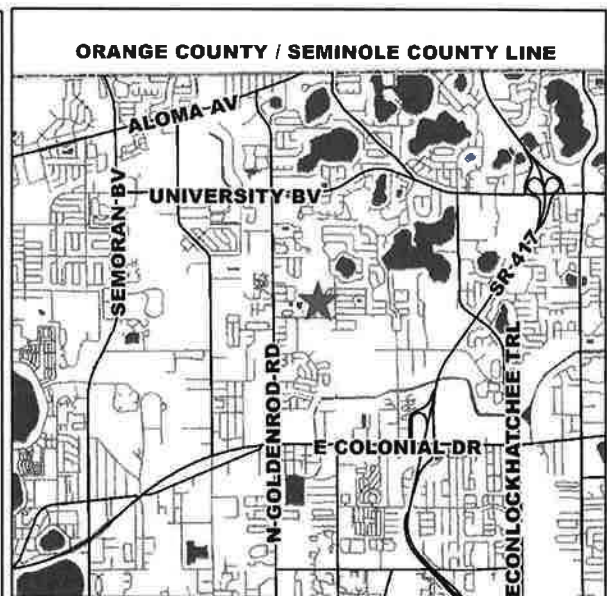 ORANGE COUNTY / SEMINOLE COUNTY LINE
ALOMA AV
UNIVERSITY BV
SEMORAN BV
SR 417
N GOLDENROD RD
ECONLOCKHATCHEE TRL
E COLONIAL DR